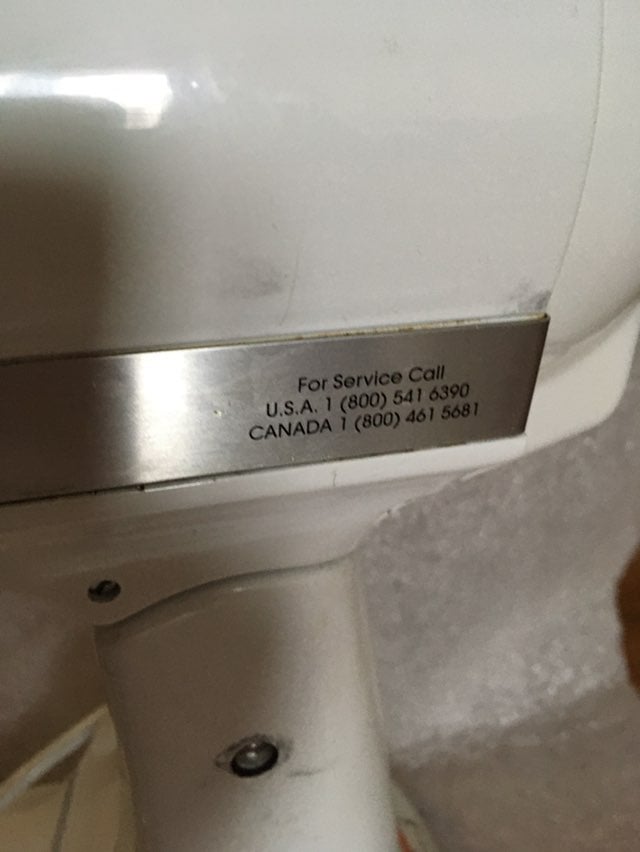 For Service Call
U.S.A. 1 (800) 541 6390
CANADA 1 (800) 461 5681